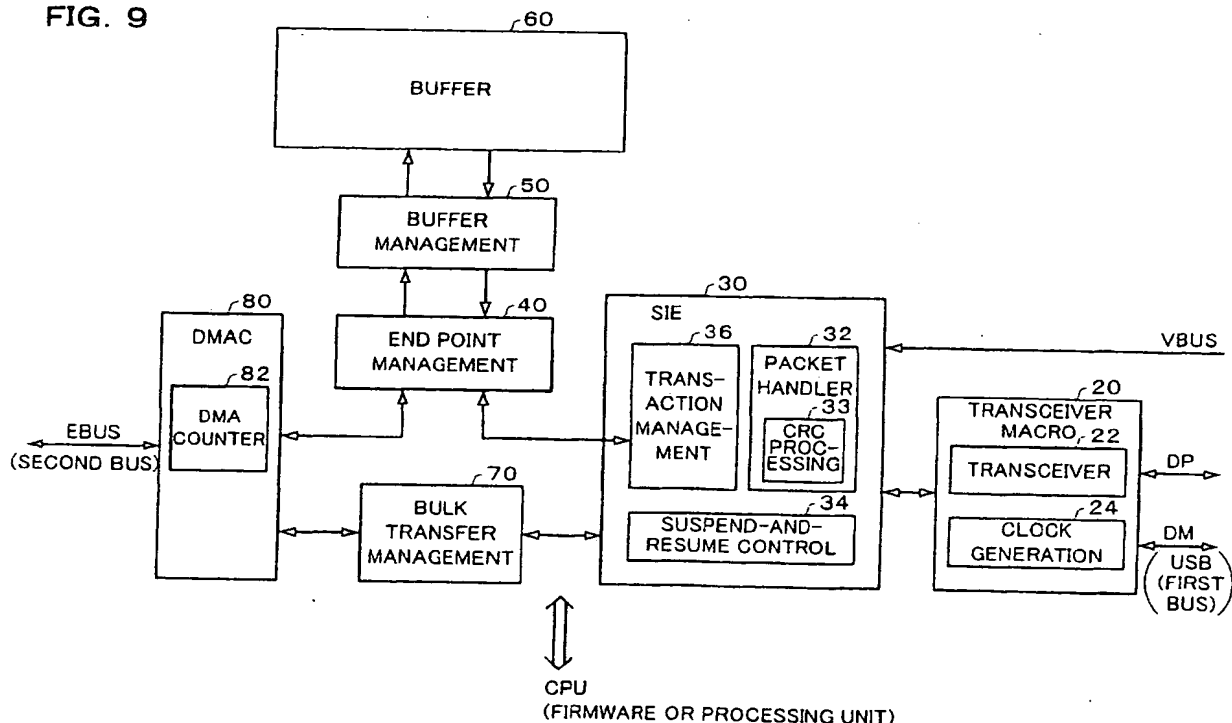 FIG. 9
60
BUFFER
50
BUFFER
MANAGEMENT
80
DMAC
82
DMA
COUNTER
40
END POINT
MANAGEMENT
30
SIE
36
TRANS-
ACTION
MANAGE-
MENT
32
PACKET
HANDLER
33
CRC
PROC-
ESSING
34
SUSPEND-AND-
RESUME CONTROL
VBUS
20
TRANSCEIVER
MACRO
22
TRANSCEIVER
24
CLOCK
GENERATION
DP
DM
(USB
(FIRST
BUS))
EBUS
(SECOND BUS)
70
BULK
TRANSFER
MANAGEMENT
CPU
(FIRMWARE OR PROCESSING UNIT)